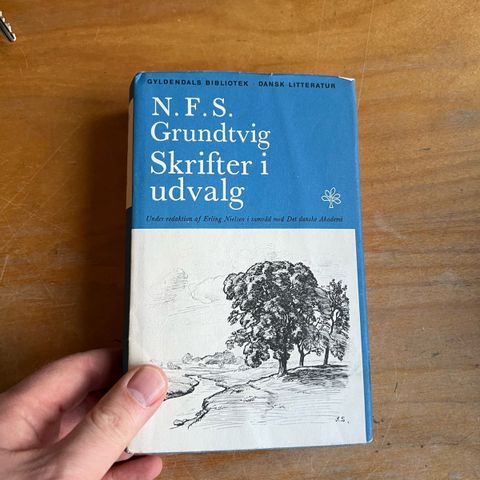 GYLDENDALS BIBLIOTEK · DANSK LITTERATUR
N. F. S.
Grundtvig
Skrifter i
udvalg
Under redaktion af Erling Nielsen i samråd med Det danske Akademi